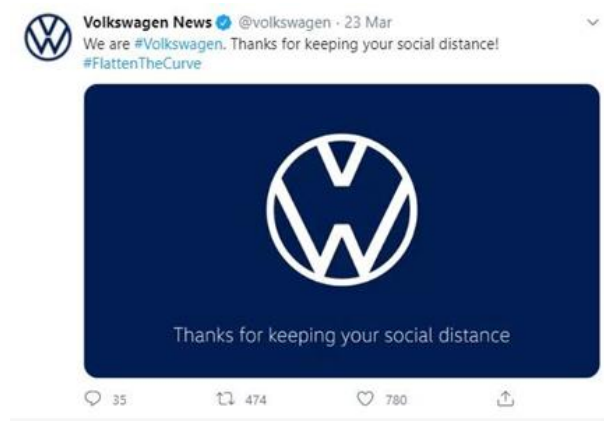 Volkswagen News @volkswagen · 23 Mar
We are #Volkswagen. Thanks for keeping your social distance!
#FlattenTheCurve
Thanks for keeping your social distance
35 474 780